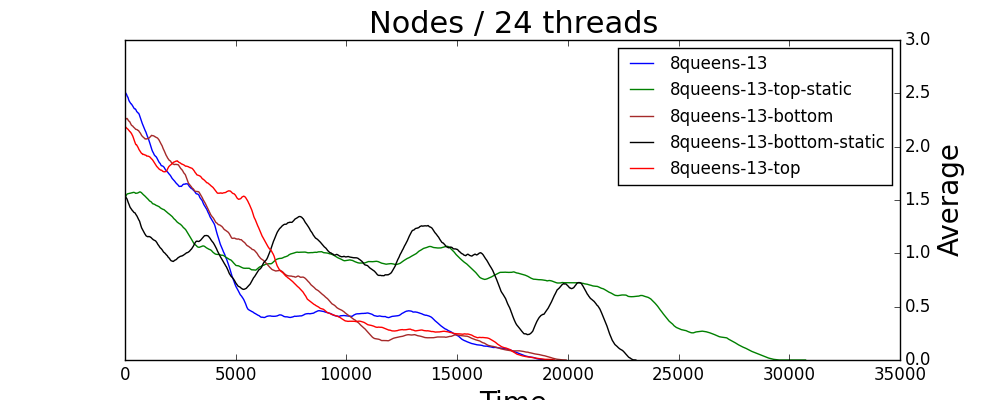 Nodes / 24 threads
8queens-13
8queens-13-top-static
8queens-13-bottom
8queens-13-bottom-static
8queens-13-top
3.0
2.5
2.0
1.5
1.0
0.5
0.0
Average
0 5000 10000 15000 20000 25000 30000 35000
Time